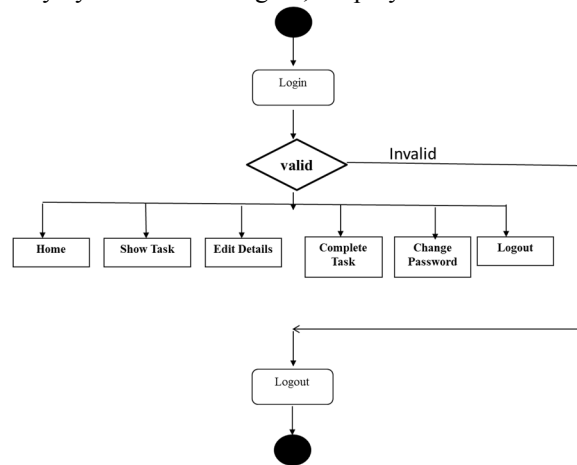 Login
valid
Invalid
Home
Show Task
Edit Details
Complete
Task
Change
Password
Logout
Logout